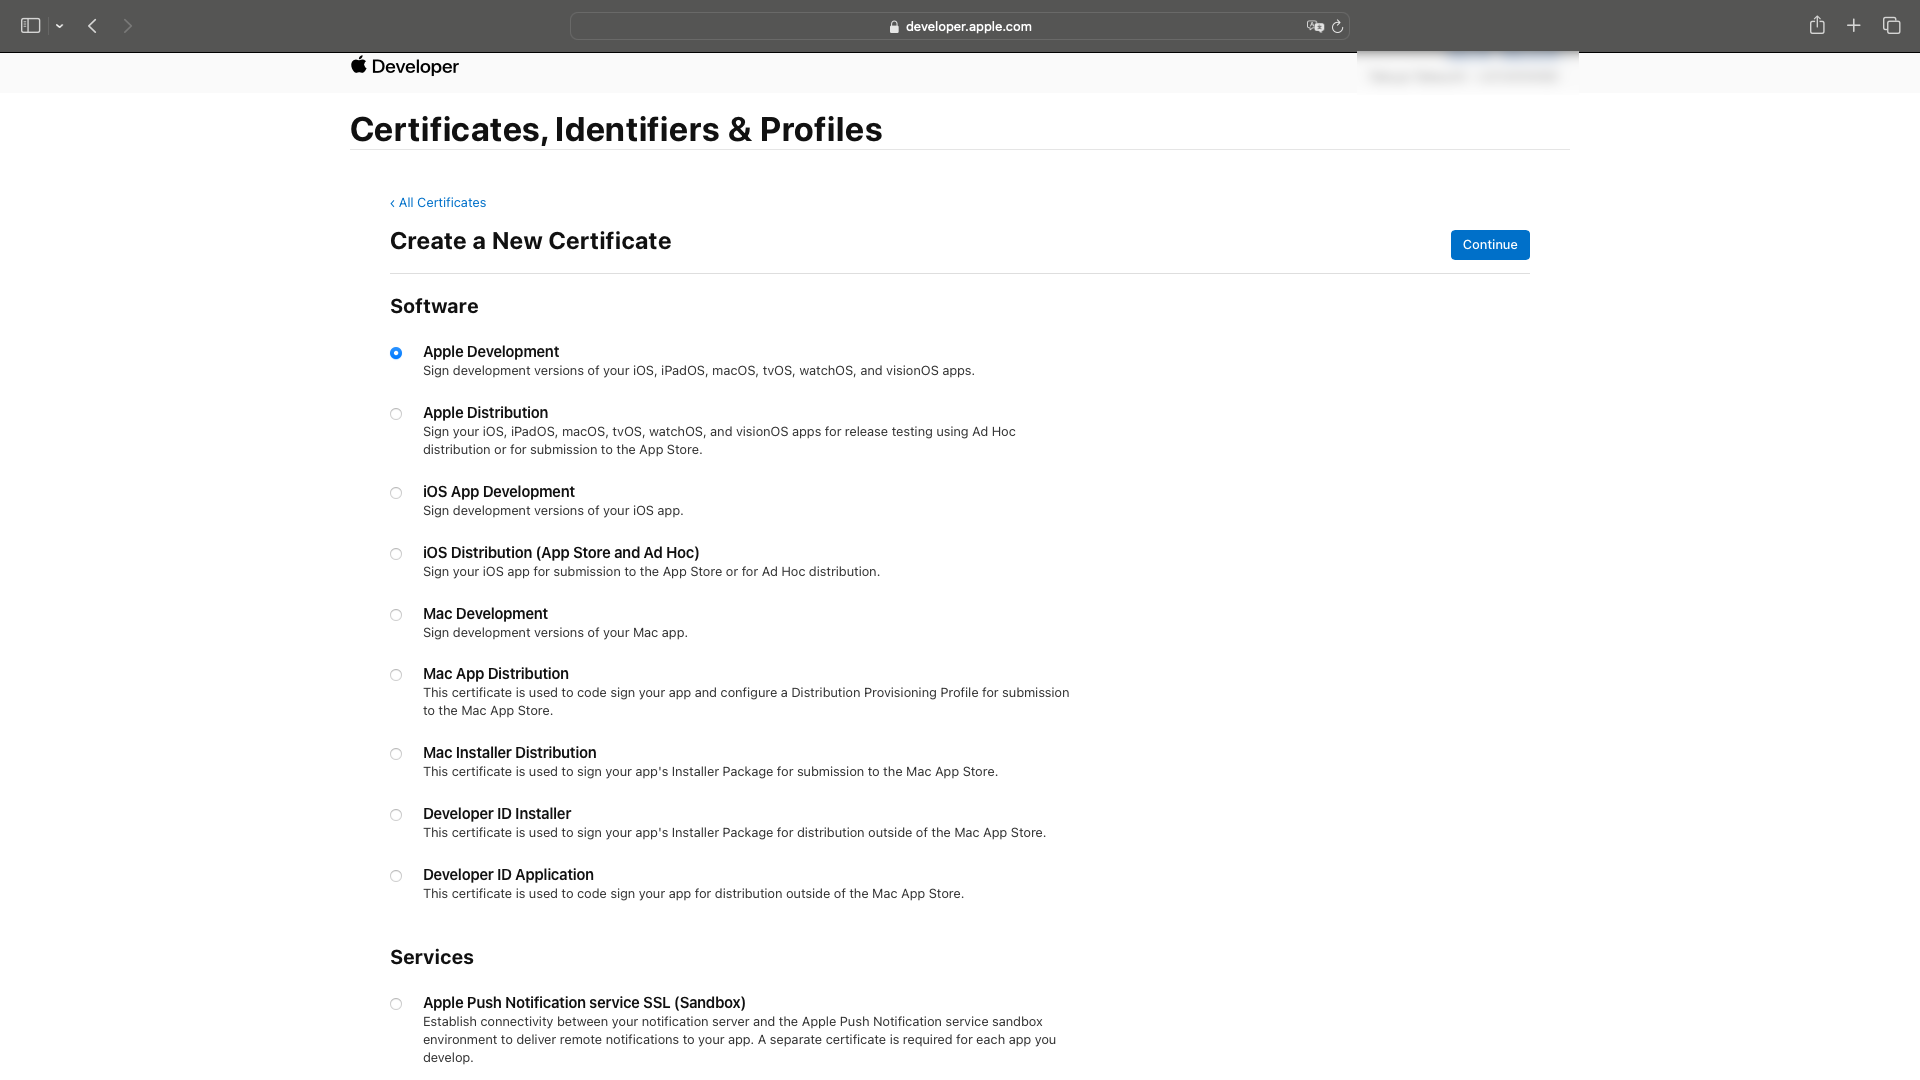 developer.apple.com
Developer
Certificates, Identifiers & Profiles
‹ All Certificates
Create a New Certificate
Continue
Software
Apple Development
Sign development versions of your iOS, iPadOS, macOS, tvOS, watchOS, and visionOS apps.
Apple Distribution
Sign your iOS, iPadOS, macOS, tvOS, watchOS, and visionOS apps for release testing using Ad Hoc
distribution or for submission to the App Store.
iOS App Development
Sign development versions of your iOS app.
iOS Distribution (App Store and Ad Hoc)
Sign your iOS app for submission to the App Store or for Ad Hoc distribution.
Mac Development
Sign development versions of your Mac app.
Mac App Distribution
This certificate is used to code sign your app and configure a Distribution Provisioning Profile for submission
to the Mac App Store.
Mac Installer Distribution
This certificate is used to sign your app's Installer Package for submission to the Mac App Store.
Developer ID Installer
This certificate is used to sign your app's Installer Package for distribution outside of the Mac App Store.
Developer ID Application
This certificate is used to code sign your app for distribution outside of the Mac App Store.
Services
Apple Push Notification service SSL (Sandbox)
Establish connectivity between your notification server and the Apple Push Notification service sandbox
environment to deliver remote notifications to your app. A separate certificate is required for each app you
develop.